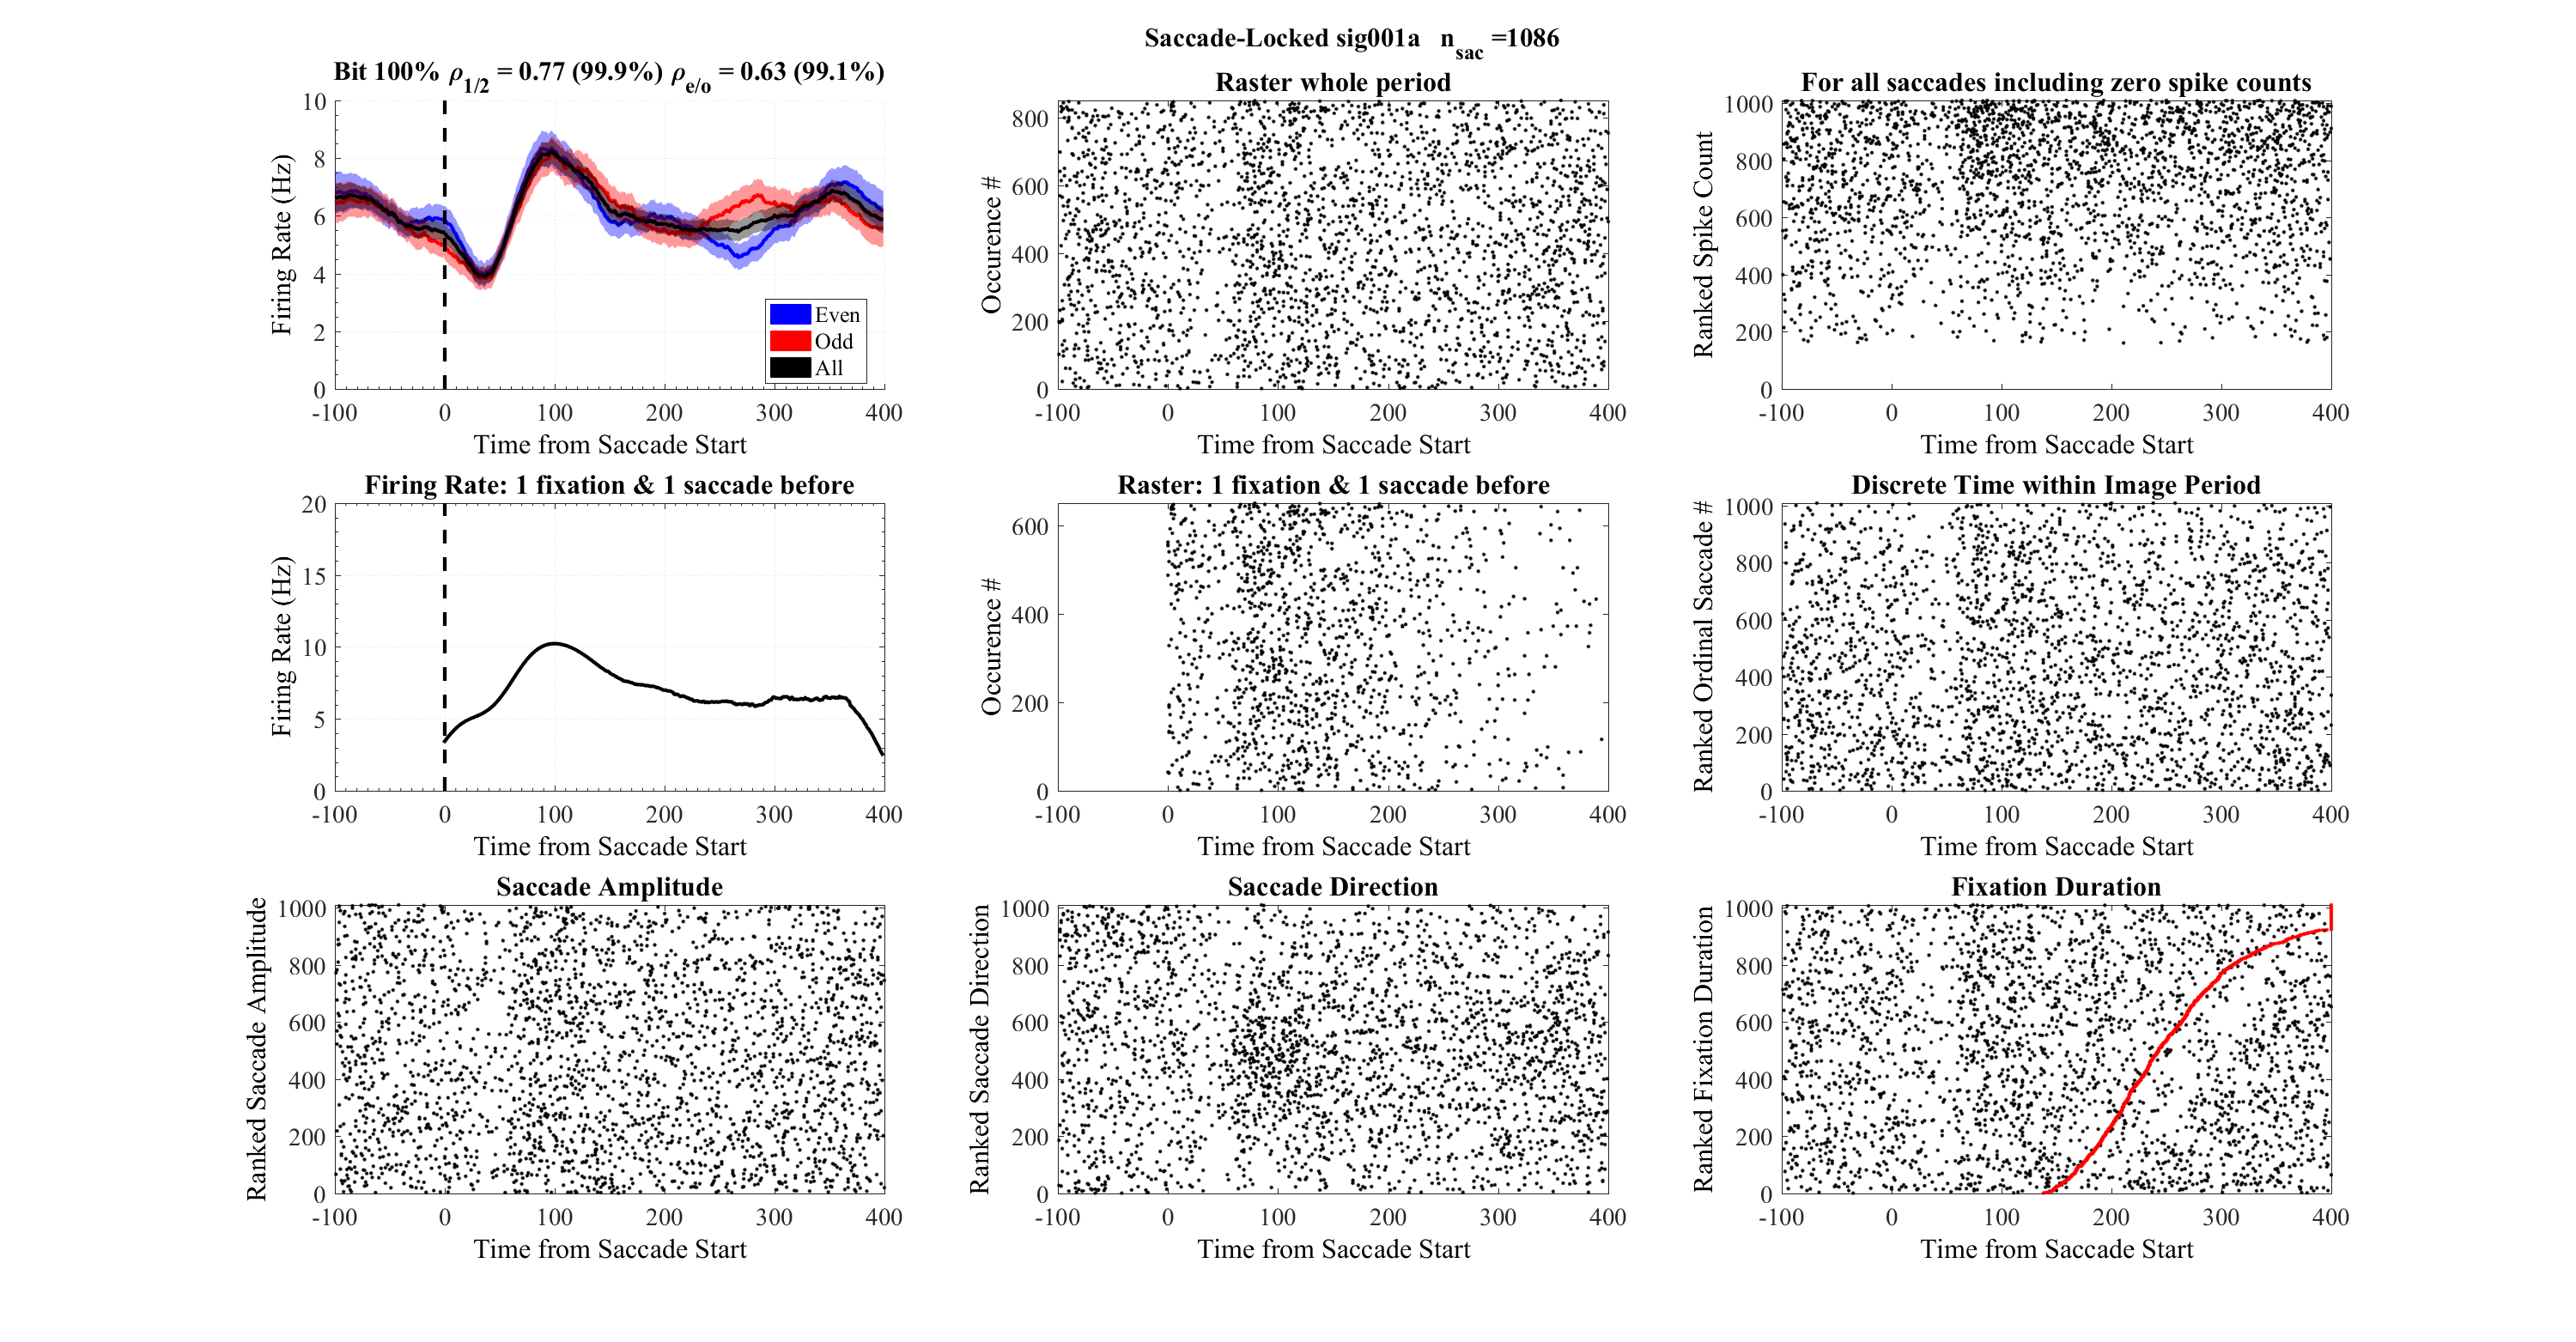 Saccade-Locked sig001a n_sac =1086
Bit 100% ρ_1/2 = 0.77 (99.9%) ρ_e/o = 0.63 (99.1%)
10
8
6
4
2
0
Firing Rate (Hz)
Even
Odd
All
-100 0 100 200 300 400
Time from Saccade Start
Raster whole period
800
600
400
200
0
Occurence #
-100 0 100 200 300 400
Time from Saccade Start
For all saccades including zero spike counts
1000
800
600
400
200
0
Ranked Spike Count
-100 0 100 200 300 400
Time from Saccade Start
Firing Rate: 1 fixation & 1 saccade before
20
15
10
5
0
Firing Rate (Hz)
-100 0 100 200 300 400
Time from Saccade Start
Raster: 1 fixation & 1 saccade before
600
400
200
0
Occurence #
-100 0 100 200 300 400
Time from Saccade Start
Discrete Time within Image Period
1000
800
600
400
200
0
Ranked Ordinal Saccade #
-100 0 100 200 300 400
Time from Saccade Start
Saccade Amplitude
1000
800
600
400
200
0
Ranked Saccade Amplitude
-100 0 100 200 300 400
Time from Saccade Start
Saccade Direction
1000
800
600
400
200
0
Ranked Saccade Direction
-100 0 100 200 300 400
Time from Saccade Start
Fixation Duration
1000
800
600
400
200
0
Ranked Fixation Duration
-100 0 100 200 300 400
Time from Saccade Start